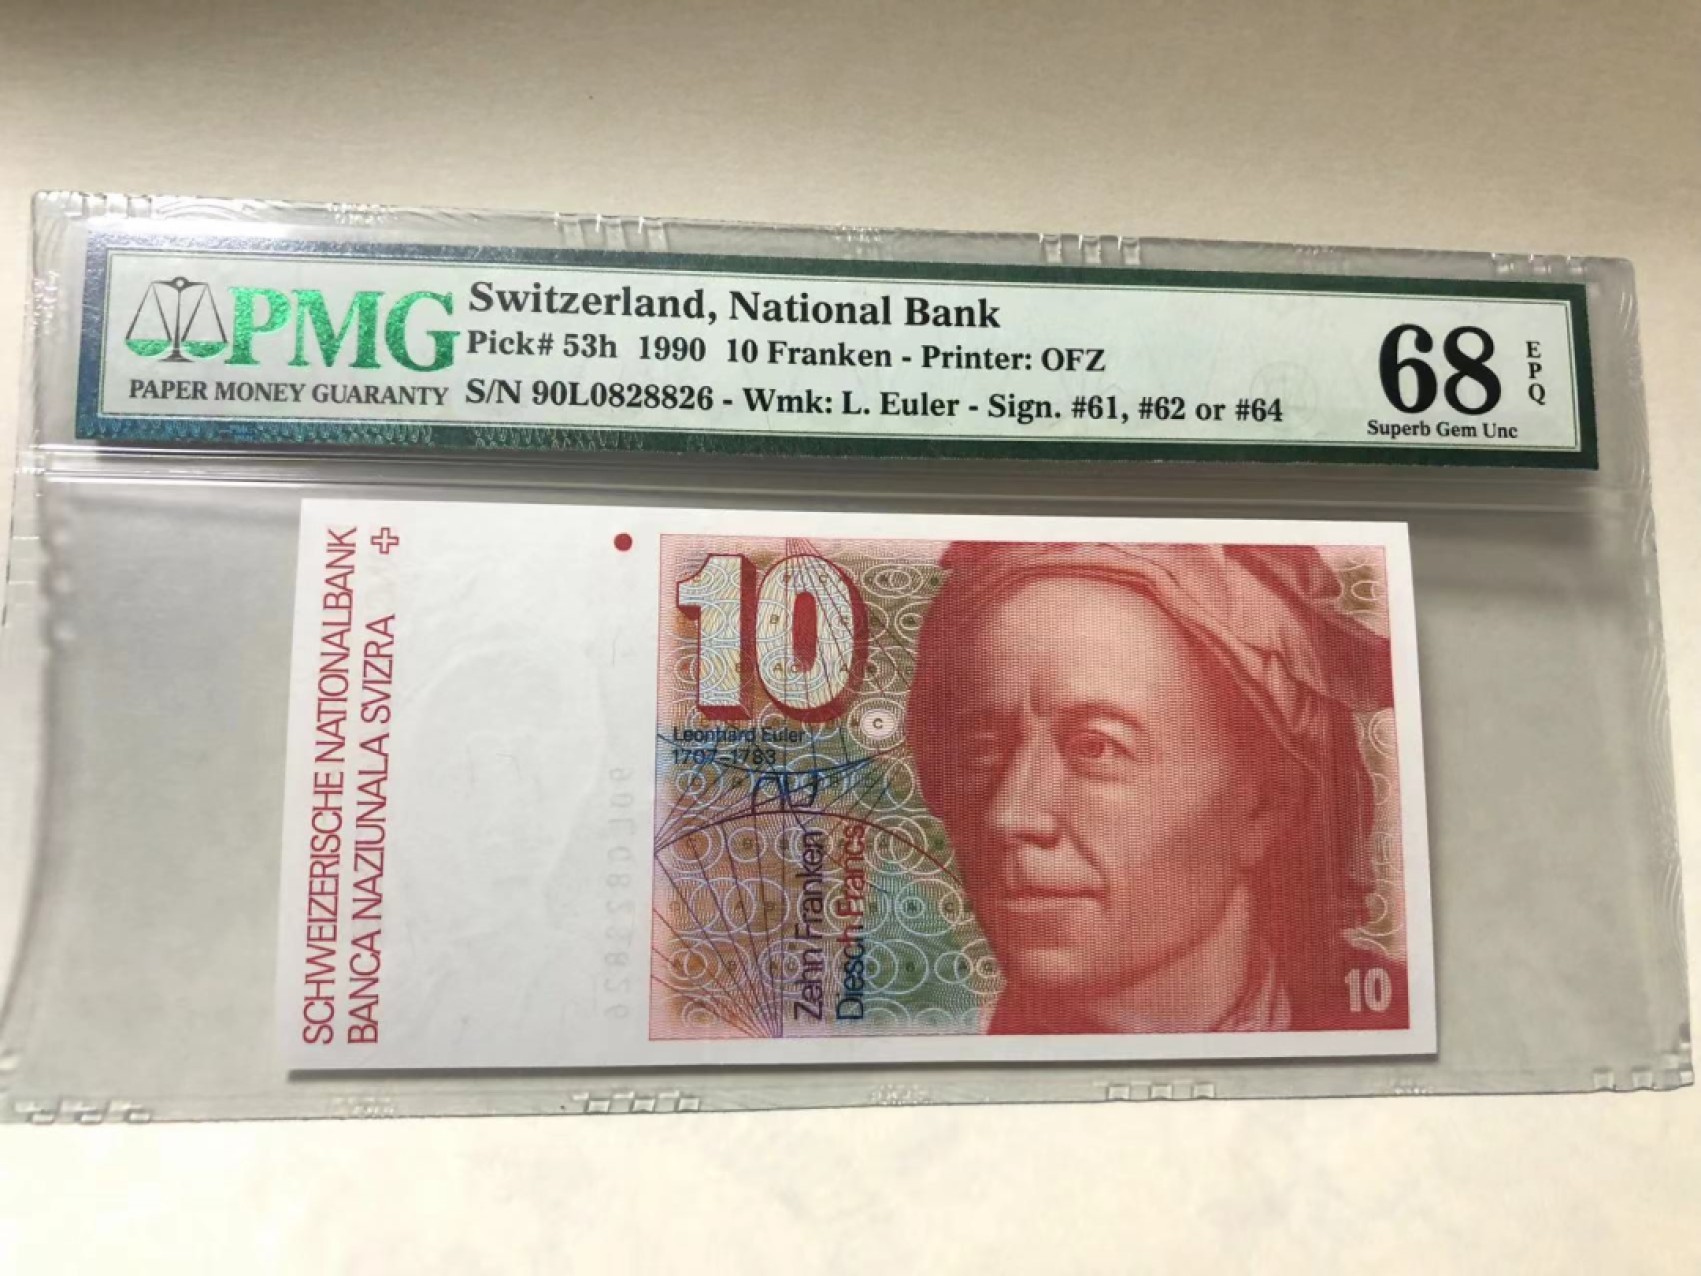 PMG
PAPER MONEY GUARANTY
Switzerland, National Bank
Pick# 53h 1990 10 Franken - Printer: OFZ
S/N 90L0828826 - Wmk: L. Euler - Sign. #61, #62 or #64
68
EPQ
Superb Gem Unc
SCHWEIZERISCHE NATIONALBANK
BANCA NAZIUNALA SVIZRA
10
Leonhard Euler
1707–1783
Zehn Franken
Diesch Francs
10